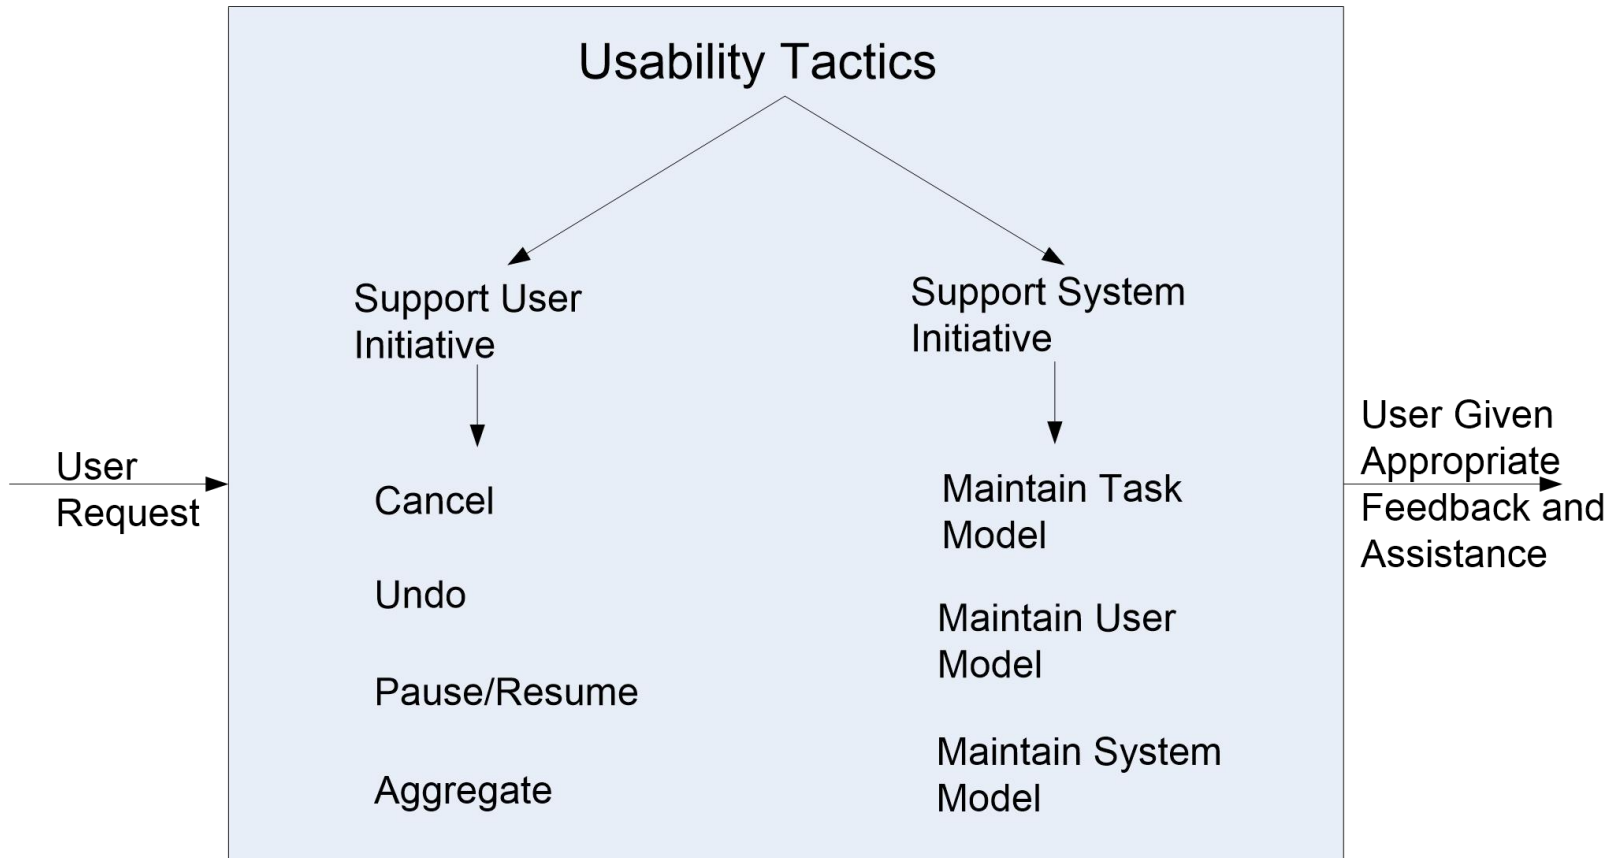 Usability Tactics
Support User
Initiative
Support System
Initiative
User
Request
Cancel
Undo
Pause/Resume
Aggregate
Maintain Task
Model
Maintain User
Model
Maintain System
Model
User Given
Appropriate
Feedback and
Assistance